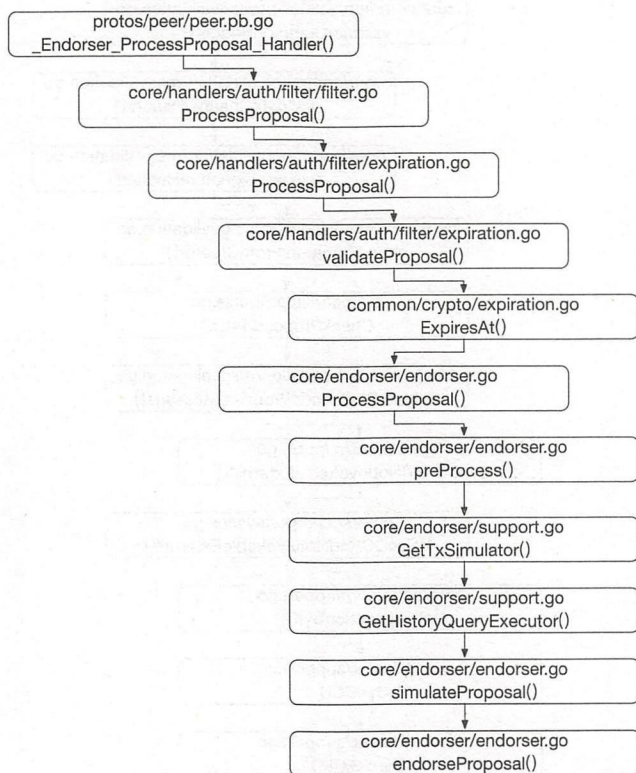 protos/peer/peer.pb.go
_Endorser_ProcessProposal_Handler()
core/handlers/auth/filter/filter.go
ProcessProposal()
core/handlers/auth/filter/expiration.go
ProcessProposal()
core/handlers/auth/filter/expiration.go
validateProposal()
common/crypto/expiration.go
ExpiresAt()
core/endorser/endorser.go
ProcessProposal()
core/endorser/endorser.go
preProcess()
core/endorser/support.go
GetTxSimulator()
core/endorser/support.go
GetHistoryQueryExecutor()
core/endorser/endorser.go
simulateProposal()
core/endorser/endorser.go
endorseProposal()